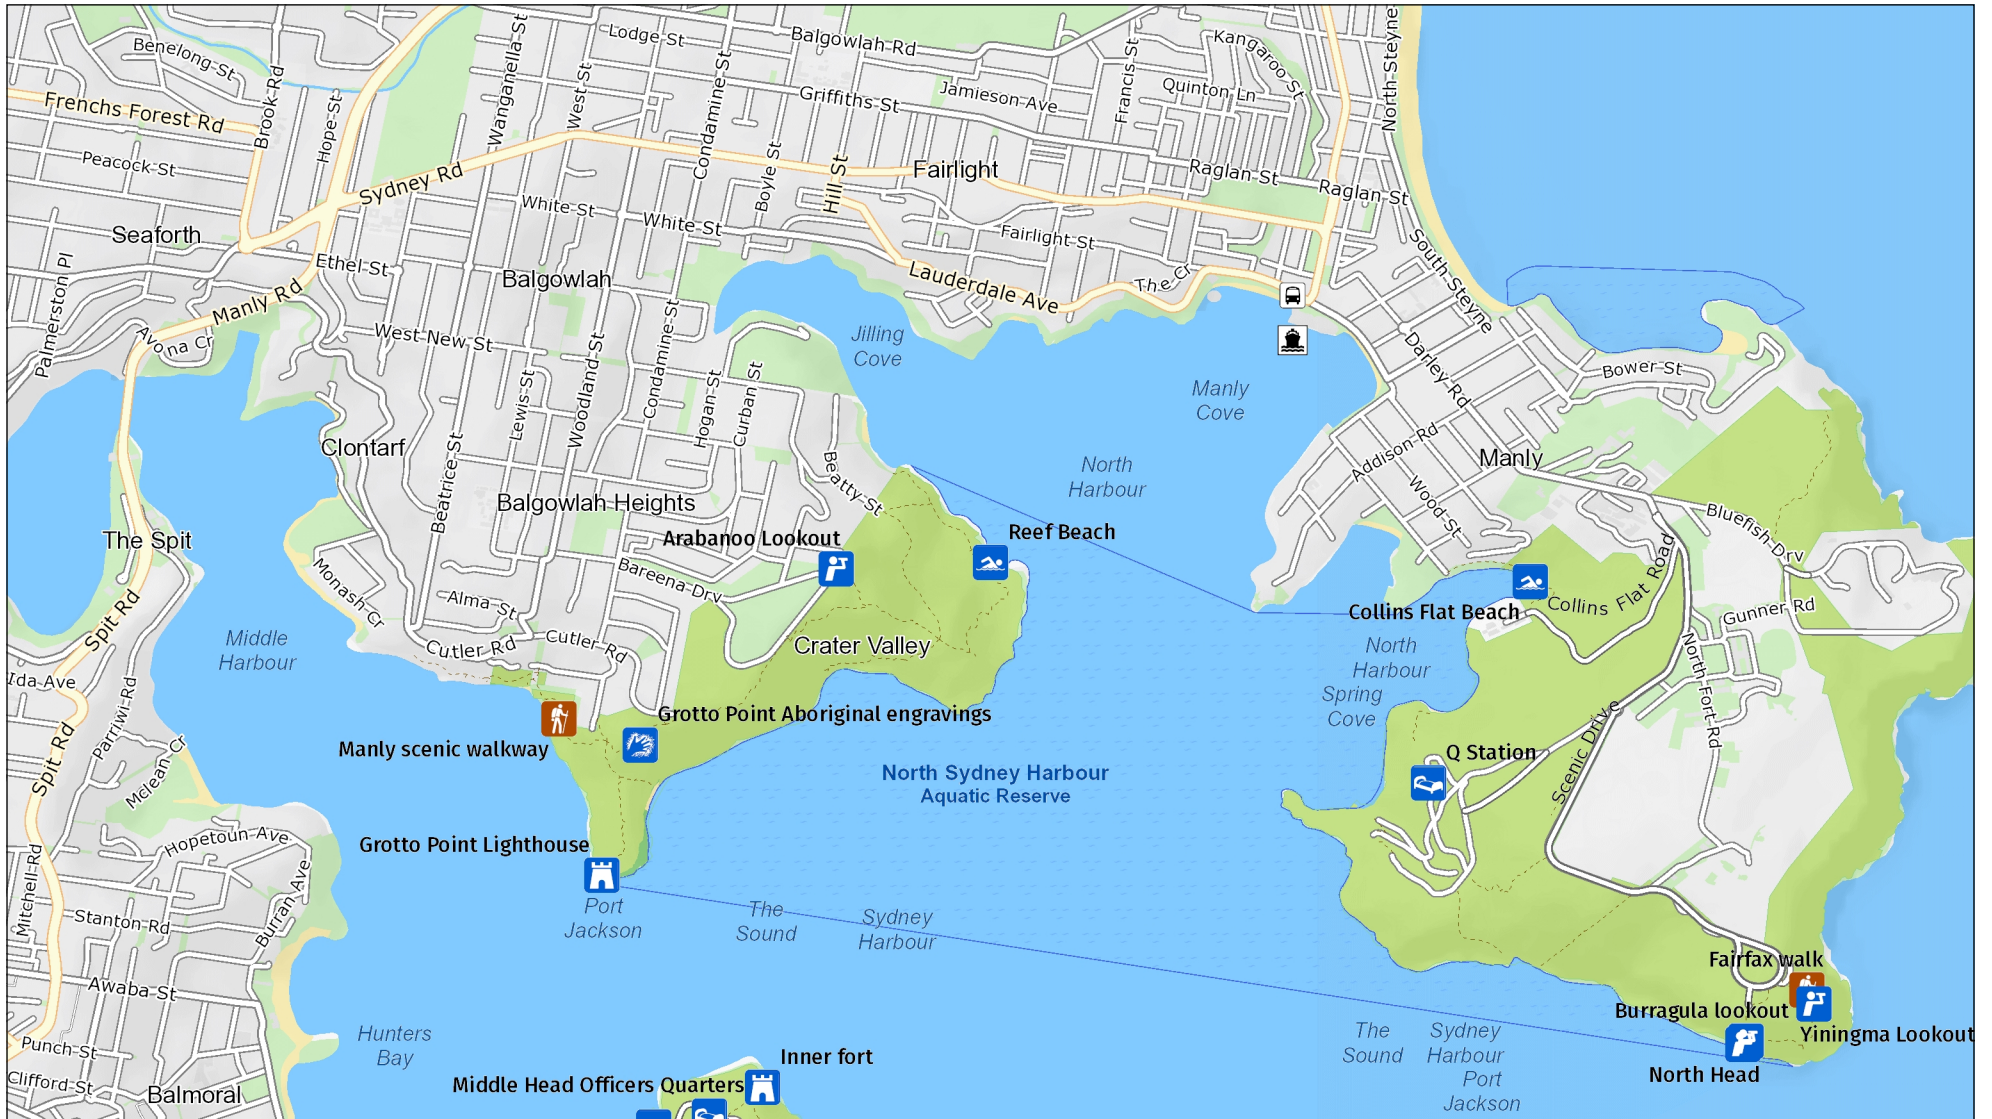 Benelong St
Lodge St
Balgowlah Rd
Kangaroo St
North Steyne
Wanganella St
West St
Condamine St
Francis St
Jamieson Ave
Quinton Ln
Frenchs Forest Rd
Brook Rd
Hope St
Griffiths St
Peacock St
Sydney Rd
Boyle St
Hill St
Fairlight
Raglan St
Raglan St
White St
White St
Seaforth
Fairlight St
South Steyne
Palmerston Pl
Ethel St
Balgowlah
Lauderdale Ave
The Cr
Manly Rd
Avona Cr
West New St
Woodland St
Condamine St
Jilling
Cove
Darley Rd
Bower St
Lewis St
Hogan St
Curban St
Manly
Cove
Clontarf
Beatrice St
Addison Rd
Manly
North
Harbour
Beatty St
Wood St
Balgowlah Heights
Bluefish Drv
The Spit
Arabanoo Lookout
Reef Beach
Monash Cr
Bareena Drv
Alma St
Collins Flat Beach
Collins Flat Road
Gunner Rd
Spit Rd
Middle
Harbour
Cutler Rd
Cutler Rd
Crater Valley
North
Harbour
Spring
Cove
North Fort Rd
Ida Ave
Parriwi Rd
Grotto Point Aboriginal engravings
Manly scenic walkway
Spit Rd
Mclean Cr
Q Station
Scenic Drive
North Sydney Harbour
Aquatic Reserve
Hopetoun Ave
Grotto Point Lighthouse
Mitchell Rd
Burran Ave
Stanton Rd
Port
Jackson
The
Sound
Sydney
Harbour
Awaba St
Fairfax walk
Burragula lookout
Yiningma Lookout
Hunters
Bay
The
Sound
Sydney
Harbour
Port
Jackson
North Head
Punch St
Inner fort
Clifford St
Middle Head Officers Quarters
Balmoral